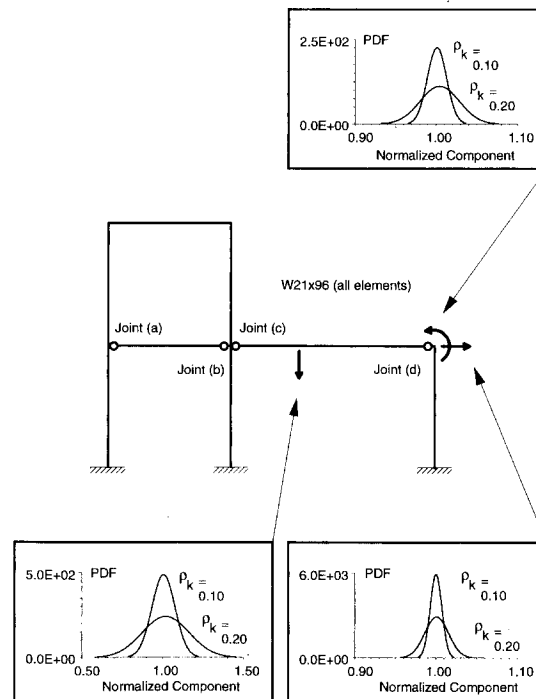 2.5E+02
PDF
ρk = 0.10
ρk = 0.20
0.0E+00
0.90 1.00 1.10
Normalized Component
W21x96 (all elements)
Joint (a)
Joint (c)
Joint (b)
Joint (d)
5.0E+02
PDF
ρk = 0.10
ρk = 0.20
0.0E+00
0.50 1.00 1.50
Normalized Component
6.0E+03
PDF
ρk = 0.10
ρk = 0.20
0.0E+00
0.90 1.00 1.10
Normalized Component